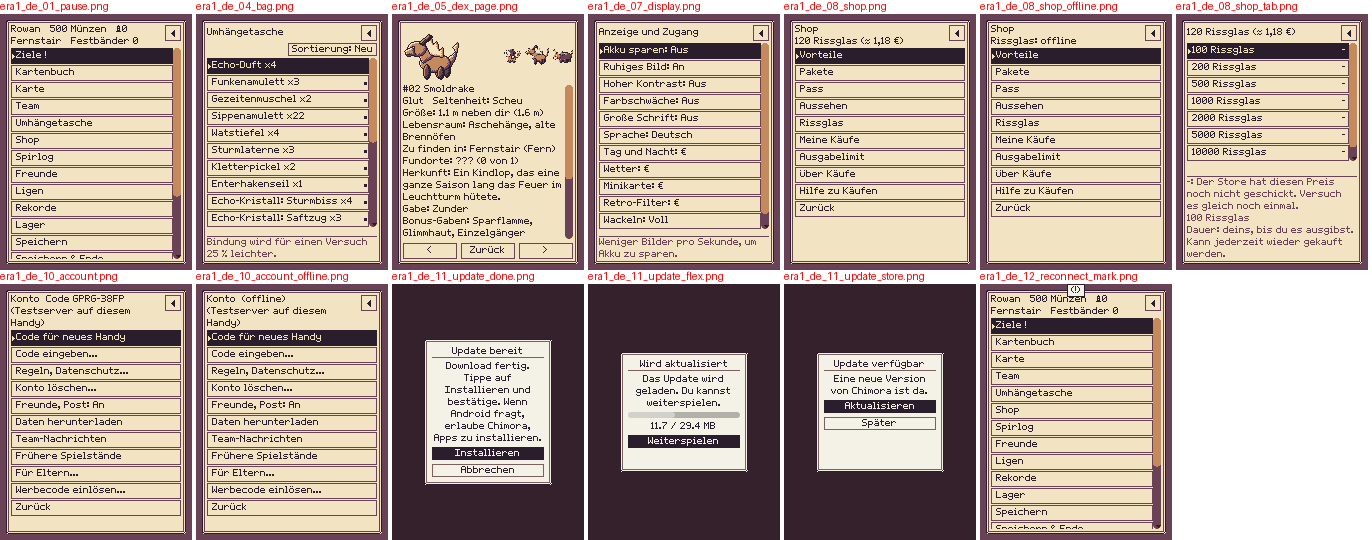 era1_de_01_pause.png
Rowan 500 Münzen 0
Fernstair Festbänder 0
Ziele !
Kartenbuch
Karte
Team
Umhängetasche
Shop
Spirlog
Freunde
Ligen
Rekorde
Lager
Speichern
Speichern & Ende
era1_de_04_bag.png
Umhängetasche
Sortierung: Neu
Echo-Duft x4
Funkenamulett x3
Gezeitenmuschel x2
Sippenamulett x22
Watstiefel x4
Sturmlaterne x3
Kletterpickel x2
Enterhakenseil x1
Echo-Kristall: Sturmbiss x4
Echo-Kristall: Saftzug x3
Bindung wird für einen Versuch
25 % leichter.
era1_de_05_dex_page.png
#02 Smoldrake
Glut Seltenheit: Scheu
Größe: 1.1 m neben dir (1.6 m)
Lebensraum: Aschehänge, alte
Brennöfen
Zu finden in: Fernstair (Fern)
Fundorte: ??? (0 von 1)
Herkunft: Ein Kindlop, das eine
ganze Saison lang das Feuer im
Leuchtturm hütete.
Gabe: Zunder
Bonus-Gaben: Sparflamme,
Glimmhaut, Einzelgänger
<
Zurück
>
era1_de_07_display.png
Anzeige und Zugang
Akku sparen: Aus
Ruhiges Bild: An
Hoher Kontrast: Aus
Farbschwäche: Aus
Große Schrift: Aus
Sprache: Deutsch
Tag und Nacht: €
Wetter: €
Minikarte: €
Retro-Filter: €
Wackeln: Voll
Weniger Bilder pro Sekunde, um
Akku zu sparen.
era1_de_08_shop.png
Shop
120 Rissglas (≈ 1,18 €)
Vorteile
Pakete
Pass
Aussehen
Rissglas
Meine Käufe
Ausgabelimit
Über Käufe
Hilfe zu Käufen
Zurück
era1_de_08_shop_offline.png
Shop
Rissglas: offline
Vorteile
Pakete
Pass
Aussehen
Rissglas
Meine Käufe
Ausgabelimit
Über Käufe
Hilfe zu Käufen
Zurück
era1_de_08_shop_tab.png
120 Rissglas (≈ 1,18 €)
100 Rissglas -
200 Rissglas -
500 Rissglas -
1000 Rissglas -
2000 Rissglas -
5000 Rissglas -
10000 Rissglas -
-: Der Store hat diesen Preis
noch nicht geschickt. Versuch
es gleich noch einmal.
100 Rissglas
Dauer: deins, bis du es ausgibst.
Kann jederzeit wieder gekauft
werden.
era1_de_10_account.png
Konto Code GPRG-38FP
(Testserver auf diesem
Handy)
Code für neues Handy
Code eingeben...
Regeln, Datenschutz...
Konto löschen...
Freunde, Post: An
Daten herunterladen
Team-Nachrichten
Frühere Spielstände
Für Eltern...
Werbecode einlösen...
Zurück
era1_de_10_account_offline.png
Konto (offline)
(Testserver auf diesem
Handy)
Code für neues Handy
Code eingeben...
Regeln, Datenschutz...
Konto löschen...
Freunde, Post: An
Daten herunterladen
Team-Nachrichten
Frühere Spielstände
Für Eltern...
Werbecode einlösen...
Zurück
era1_de_11_update_done.png
Update bereit
Download fertig.
Tippe auf
Installieren und
bestätige. Wenn
Android fragt,
erlaube Chimora,
Apps zu installieren.
Installieren
Abbrechen
era1_de_11_update_flex.png
Wird aktualisiert
Das Update wird
geladen. Du kannst
weiterspielen.
11.7 / 29.4 MB
Weiterspielen
era1_de_11_update_store.png
Update verfügbar
Eine neue Version
von Chimora ist da.
Aktualisieren
Später
era1_de_12_reconnect_mark.png
(!)
Rowan 500 Münzen 0
Fernstair Festbänder 0
Ziele !
Kartenbuch
Karte
Team
Umhängetasche
Shop
Spirlog
Freunde
Ligen
Rekorde
Lager
Speichern
Speichern & Ende